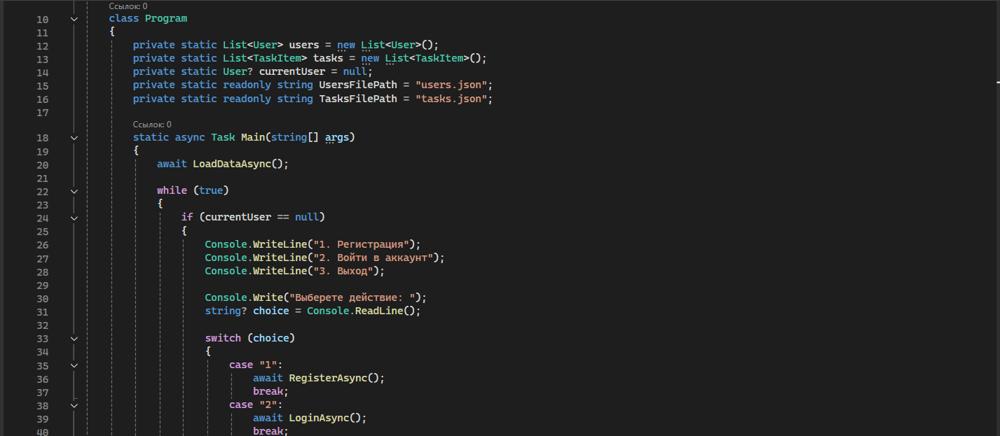 Ссылок: 0
10 class Program
11 {
12 private static List<User> users = new List<User>();
13 private static List<TaskItem> tasks = new List<TaskItem>();
14 private static User? currentUser = null;
15 private static readonly string UsersFilePath = "users.json";
16 private static readonly string TasksFilePath = "tasks.json";
17
Ссылок: 0
18 static async Task Main(string[] args)
19 {
20 await LoadDataAsync();
21
22 while (true)
23 {
24 if (currentUser == null)
25 {
26 Console.WriteLine("1. Регистрация");
27 Console.WriteLine("2. Войти в аккаунт");
28 Console.WriteLine("3. Выход");
29
30 Console.Write("Выберете действие: ");
31 string? choice = Console.ReadLine();
32
33 switch (choice)
34 {
35 case "1":
36 await RegisterAsync();
37 break;
38 case "2":
39 await LoginAsync();
40 break;